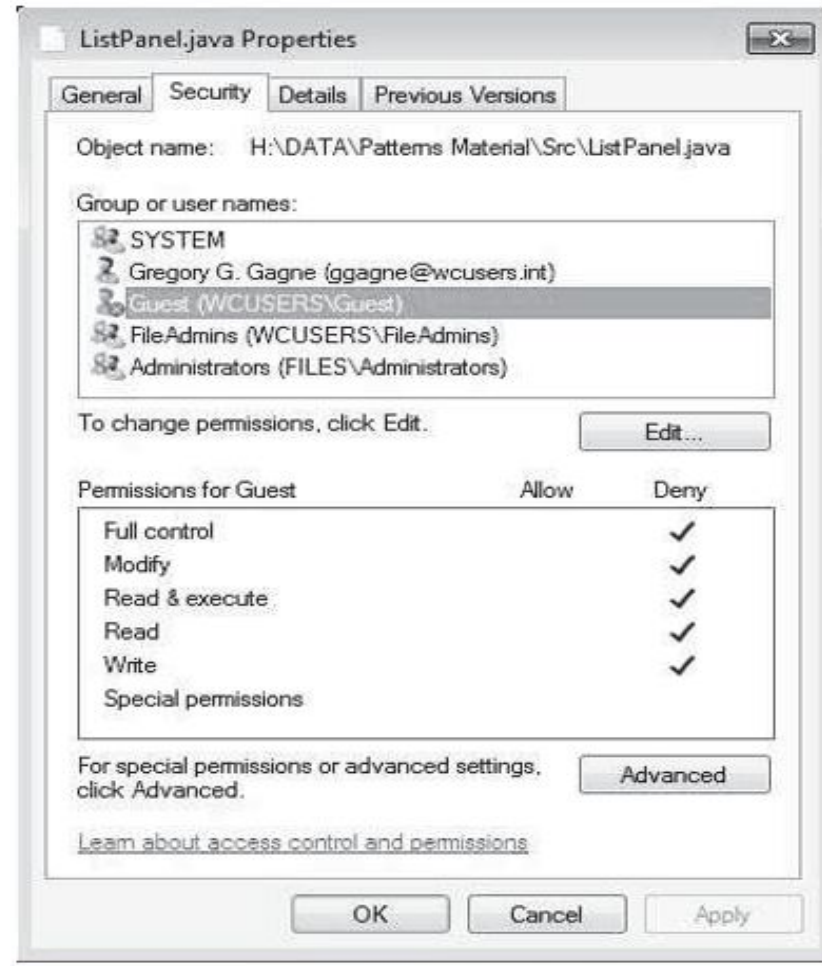 ListPanel.java Properties
General Security Details Previous Versions
Object name: H:\DATA\Patterns Material\Src\ListPanel.java
Group or user names:
SYSTEM
Gregory G. Gagne (ggagne@wcusers.int)
Guest (WCUSERS\Guest)
FileAdmins (WCUSERS\FileAdmins)
Administrators (FILES\Administrators)
To change permissions, click Edit.
Edit...
Permissions for Guest Allow Deny
Full control
Modify
Read & execute
Read
Write
Special permissions
For special permissions or advanced settings,
click Advanced.
Advanced
Learn about access control and permissions
OK Cancel Apply